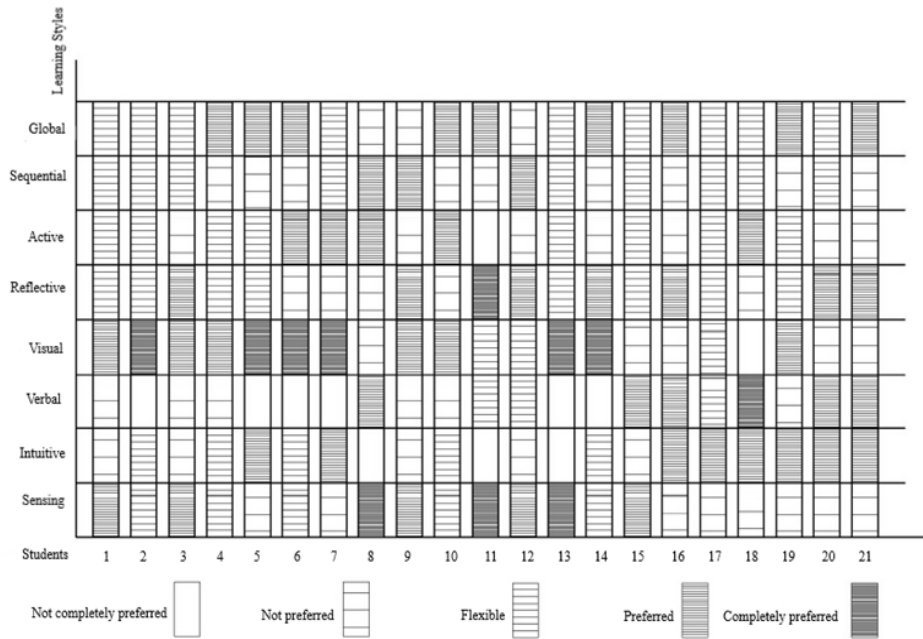 Learning Styles
Global
Sequential
Active
Reflective
Visual
Verbal
Intuitive
Sensing
Students 1 2 3 4 5 6 7 8 9 10 11 12 13 14 15 16 17 18 19 20 21
Not completely preferred Not preferred Flexible Preferred Completely preferred